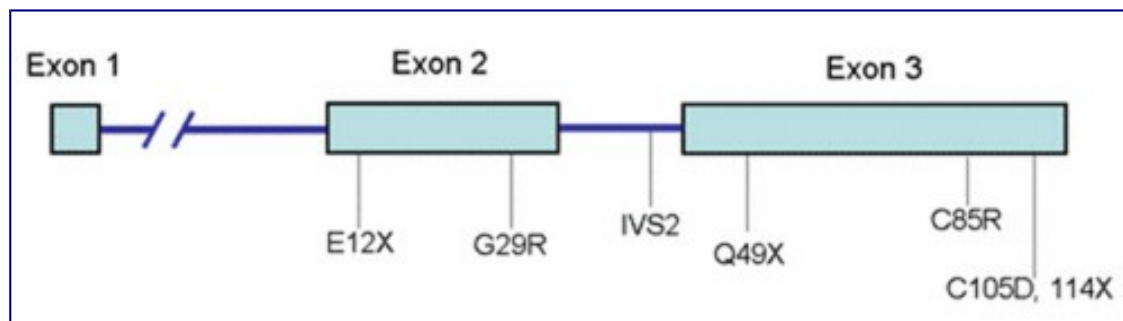 Exon 1
Exon 2
Exon 3
E12X
G29R
IVS2
Q49X
C85R
C105D, 114X